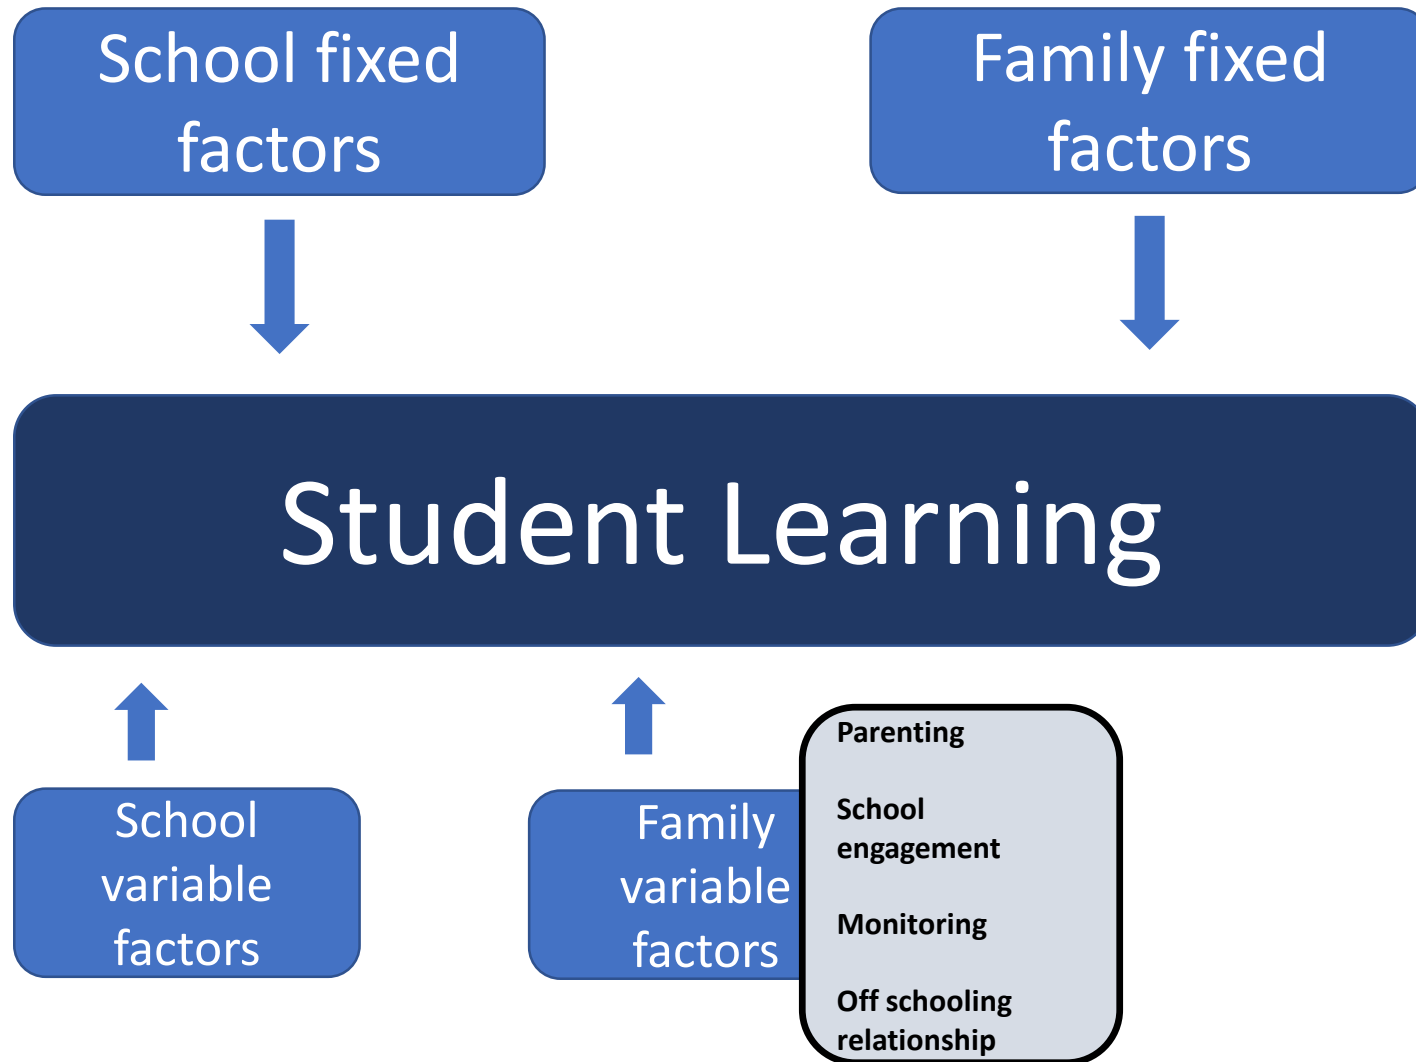 School fixed
factors
Family fixed
factors
Student Learning
School
variable
factors
Family
variable
factors
Parenting
School
engagement
Monitoring
Off schooling
relationship